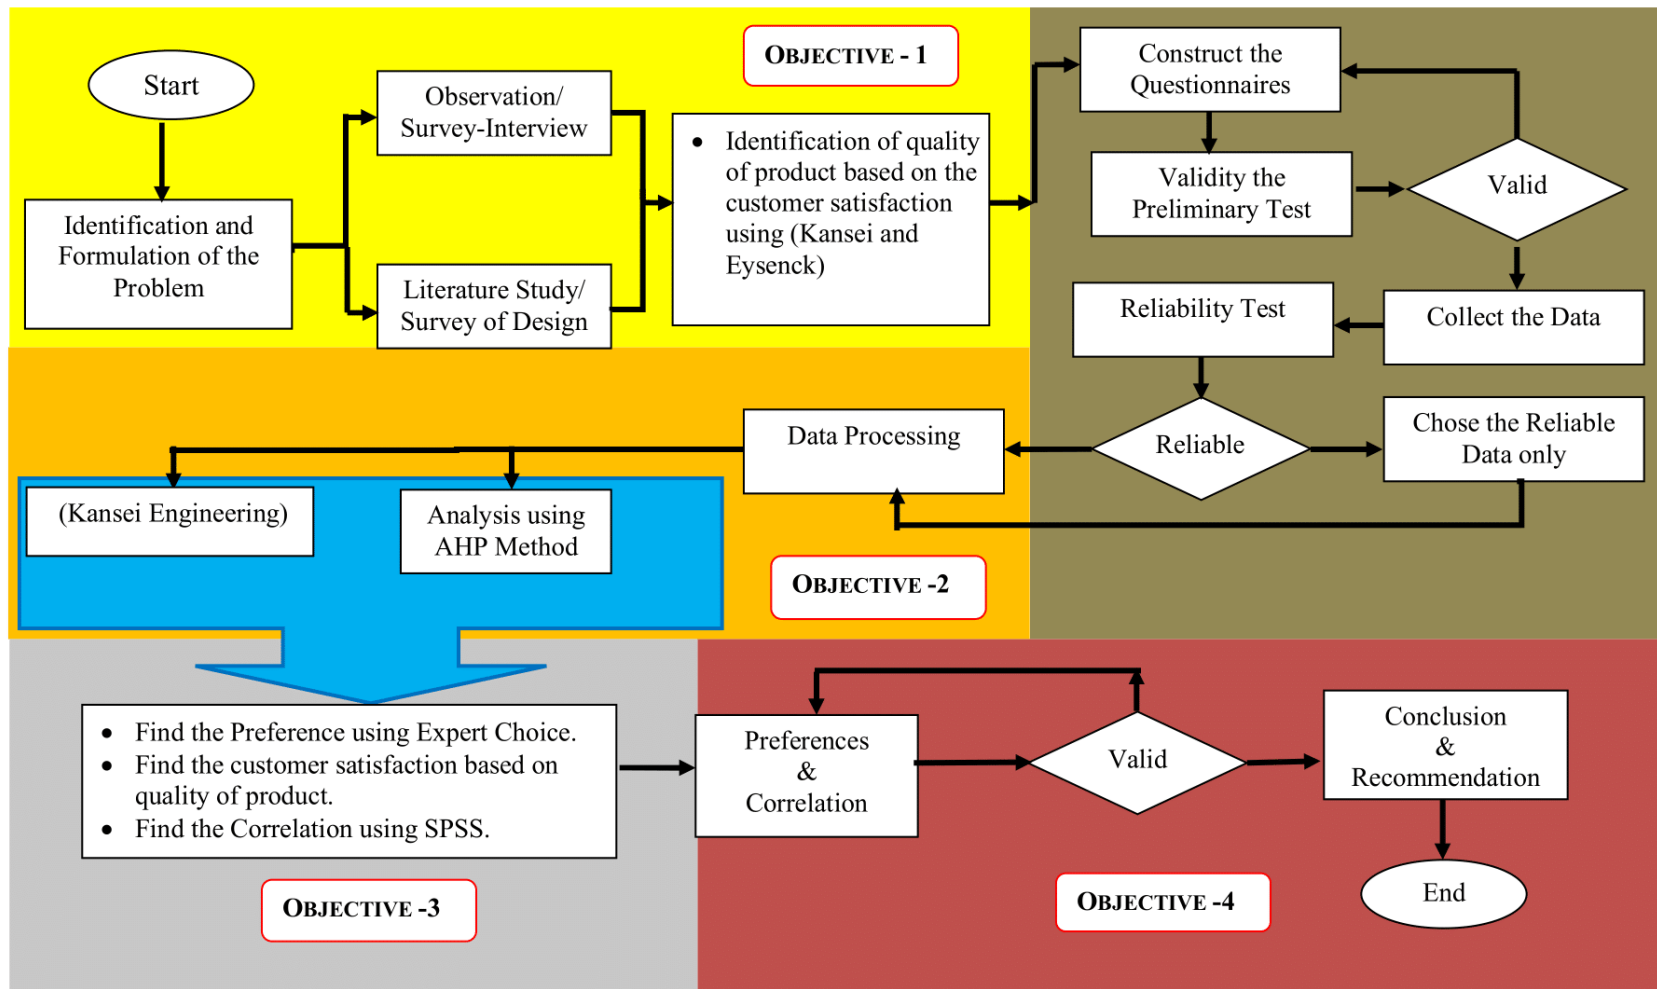 Start
Identification and
Formulation of the
Problem
Observation/
Survey-Interview
Literature Study/
Survey of Design
OBJECTIVE - 1
• Identification of quality
of product based on the
customer satisfaction
using (Kansei and
Eysenck)
Construct the
Questionnaires
Validity the
Preliminary Test
Valid
Collect the Data
Reliability Test
Reliable
Chose the Reliable
Data only
Data Processing
(Kansei Engineering)
Analysis using
AHP Method
OBJECTIVE -2
• Find the Preference using Expert Choice.
• Find the customer satisfaction based on
quality of product.
• Find the Correlation using SPSS.
OBJECTIVE -3
Preferences
&
Correlation
Valid
Conclusion
&
Recommendation
End
OBJECTIVE -4